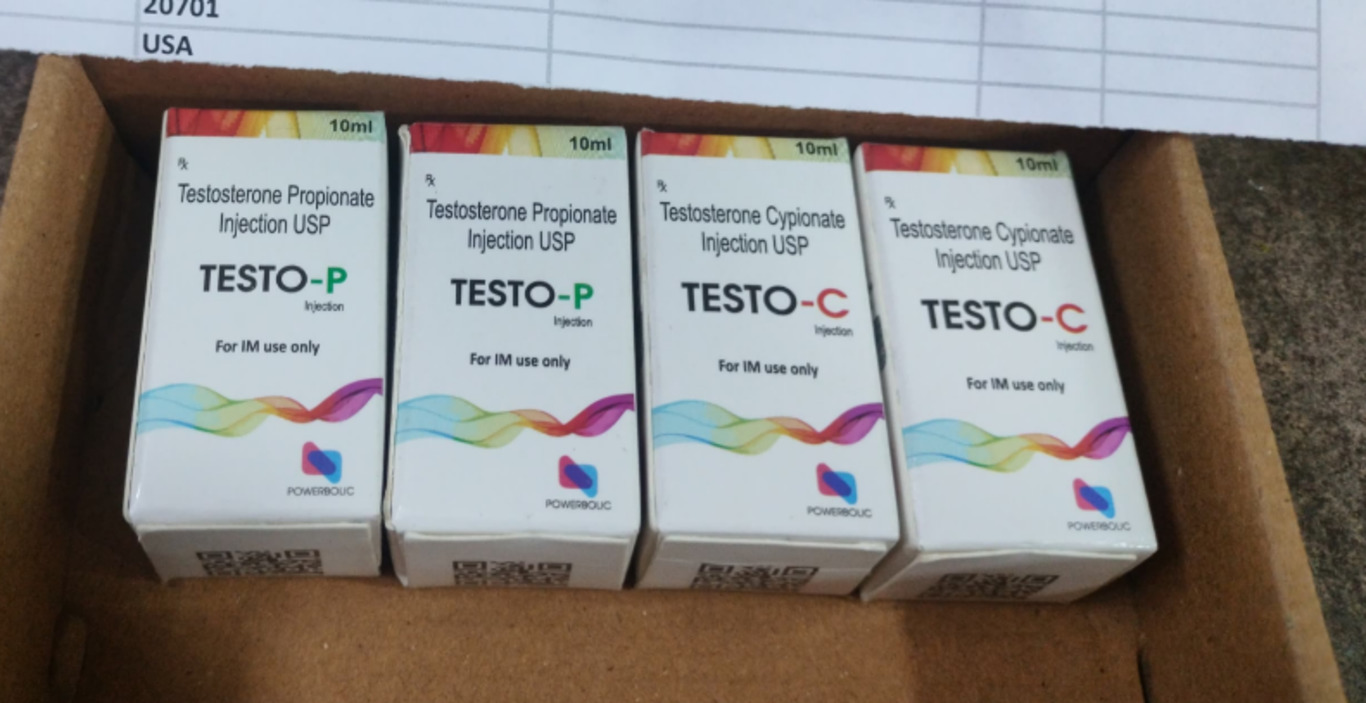 20701
USA
10ml
℞
Testosterone Propionate
Injection USP
TESTO-P
Injection
For IM use only
POWERBOLIC
10ml
℞
Testosterone Propionate
Injection USP
TESTO-P
Injection
For IM use only
POWERBOLIC
10ml
℞
Testosterone Cypionate
Injection USP
TESTO-C
Injection
For IM use only
POWERBOLIC
10ml
℞
Testosterone Cypionate
Injection USP
TESTO-C
Injection
For IM use only
POWERBOLIC